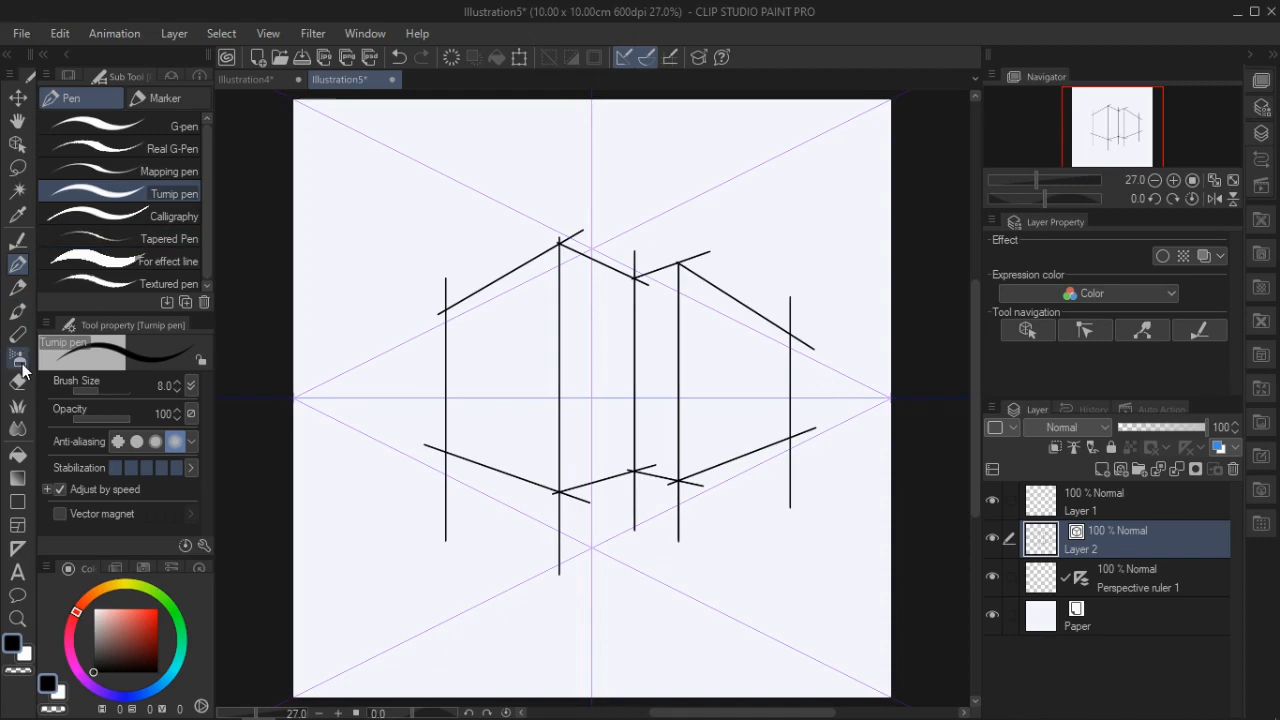 Illustration5* (10.00 x 10.00cm 600dpi 27.0%) - CLIP STUDIO PAINT PRO
File Edit Animation Layer Select View Filter Window Help
Sub Tool
Illustration4* Illustration5*
Navigator
Pen Marker
G-pen
Real G-Pen
Mapping pen
Turnip pen
Calligraphy
Tapered Pen
For effect line
Textured pen
27.0
0.0
Layer Property
Effect
Expression color
Color
Tool navigation
Tool property [Turnip pen]
Turnip pen
Brush Size 8.0
Opacity 100
Anti-aliasing
Stabilization
Adjust by speed
Vector magnet
Layer History Auto Action
Normal 100
100 % Normal
Layer 1
100 % Normal
Layer 2
100 % Normal
Perspective ruler 1
Paper
Col
H 0 S 0 V 0
27.0 0.0